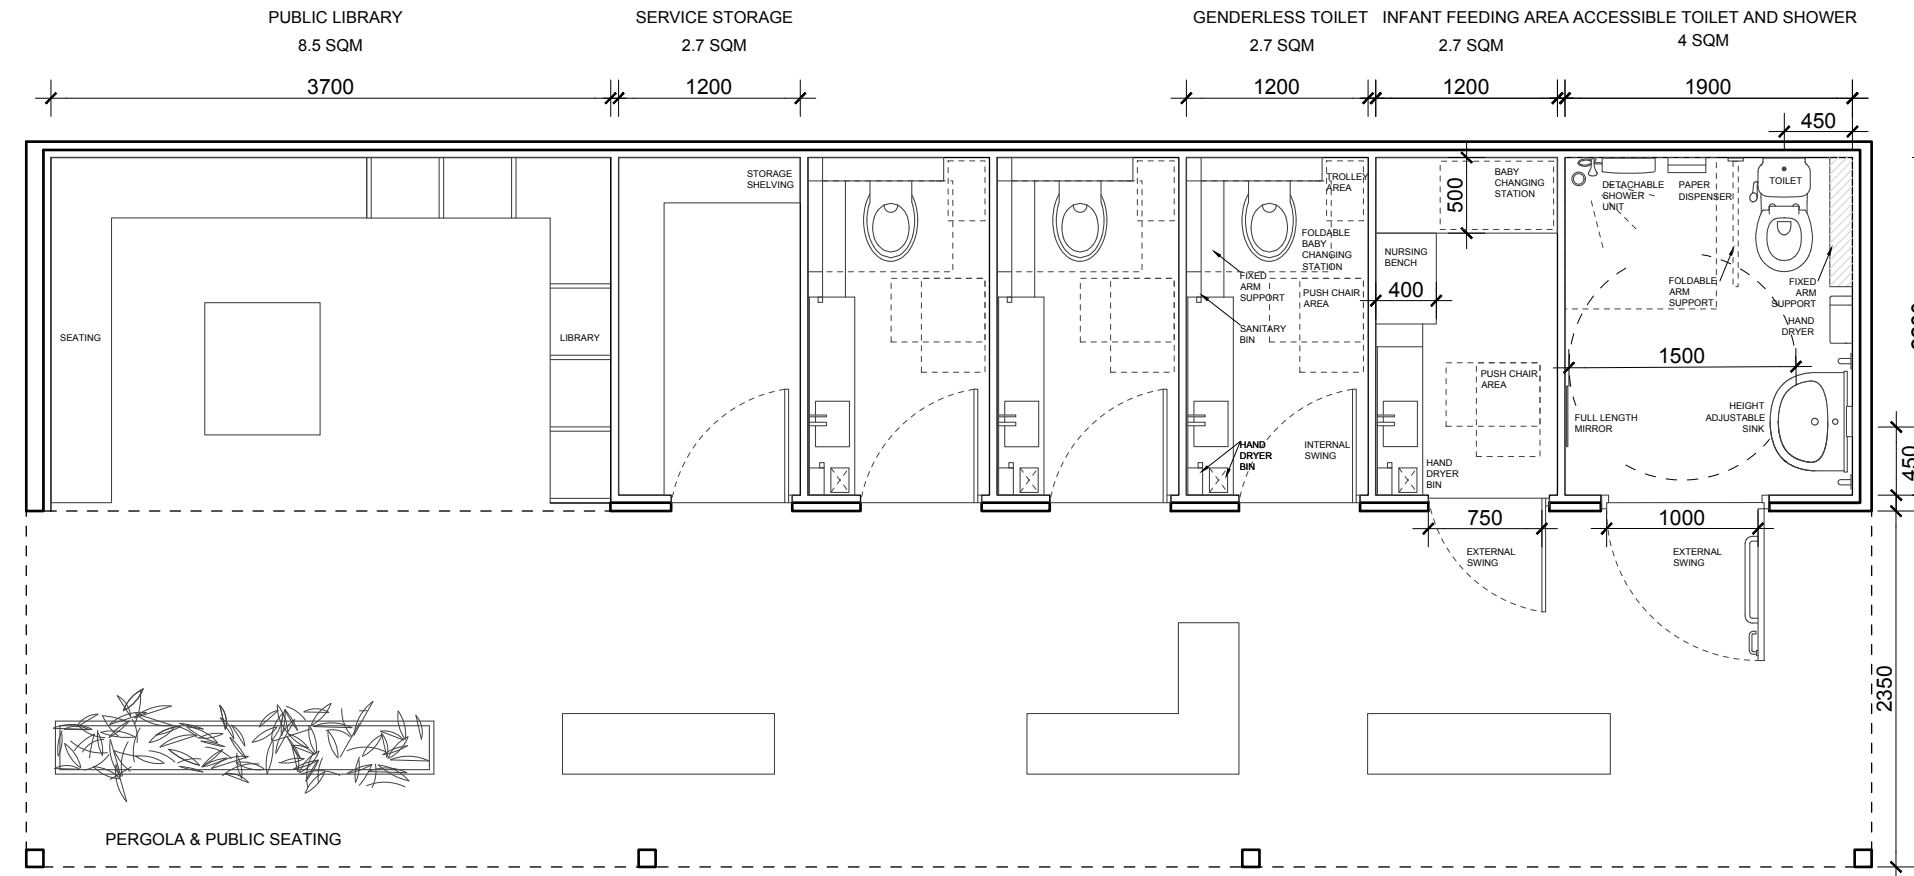 PUBLIC LIBRARY
8.5 SQM
SERVICE STORAGE
2.7 SQM
GENDERLESS TOILET
2.7 SQM
INFANT FEEDING AREA
2.7 SQM
ACCESSIBLE TOILET AND SHOWER
4 SQM
3700
1200
1200
1200
1900
450
STORAGE
SHELVING
SEATING
LIBRARY
TROLLEY
AREA
FOLDABLE
BABY
CHANGING
STATION
FIXED
ARM
SUPPORT
PUSH CHAIR
AREA
SANITARY
BIN
HAND
DRYER
BIN
INTERNAL
SWING
500
BABY
CHANGING
STATION
NURSING
BENCH
400
PUSH CHAIR
AREA
HAND
DRYER
BIN
DETACHABLE
SHOWER
UNIT
PAPER
DISPENSER
TOILET
FOLDABLE
ARM
SUPPORT
FIXED
ARM
SUPPORT
HAND
DRYER
1500
FULL LENGTH
MIRROR
HEIGHT
ADJUSTABLE
SINK
450
750
1000
EXTERNAL
SWING
EXTERNAL
SWING
2350
PERGOLA & PUBLIC SEATING